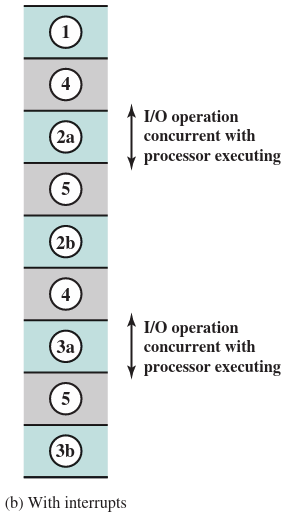 1
4
I/O operation
2a
concurrent with
processor executing
5
2b
4
I/O operation
3a
concurrent with
processor executing
5
3b
(b) With interrupts